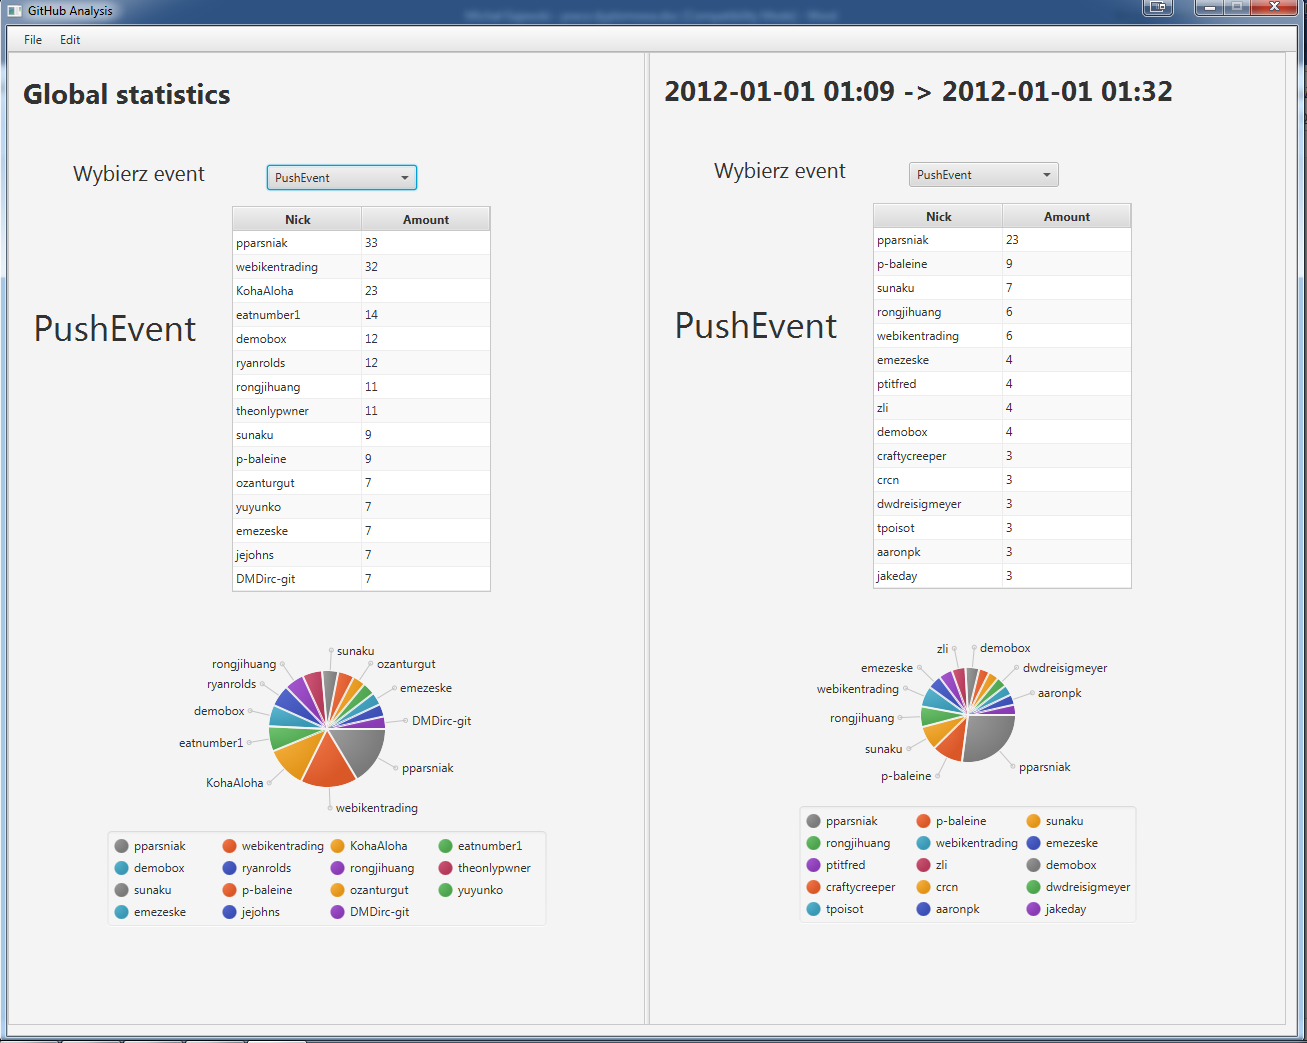 GitHub Analysis
File Edit
Global statistics
Wybierz event PushEvent
PushEvent
Nick Amount
pparsniak 33
webikentrading 32
KohaAloha 23
eatnumber1 14
demobox 12
ryanrolds 12
rongjihuang 11
theonlypwner 11
sunaku 9
p-baleine 9
ozanturgut 7
yuyunko 7
emezeske 7
jejohns 7
DMDirc-git 7
sunaku
rongjihuang
ozanturgut
ryanrolds
emezeske
demobox
DMDirc-git
eatnumber1
pparsniak
KohaAloha
webikentrading
pparsniak webikentrading KohaAloha eatnumber1
demobox ryanrolds rongjihuang theonlypwner
sunaku p-baleine ozanturgut yuyunko
emezeske jejohns DMDirc-git
2012-01-01 01:09 -> 2012-01-01 01:32
Wybierz event PushEvent
PushEvent
Nick Amount
pparsniak 23
p-baleine 9
sunaku 7
rongjihuang 6
webikentrading 6
emezeske 4
ptitfred 4
zli 4
demobox 4
craftycreeper 3
crcn 3
dwdreisigmeyer 3
tpoisot 3
aaronpk 3
jakeday 3
zli
demobox
emezeske
dwdreisigmeyer
webikentrading
aaronpk
rongjihuang
sunaku
pparsniak
p-baleine
pparsniak p-baleine sunaku
rongjihuang webikentrading emezeske
ptitfred zli demobox
craftycreeper crcn dwdreisigmeyer
tpoisot aaronpk jakeday